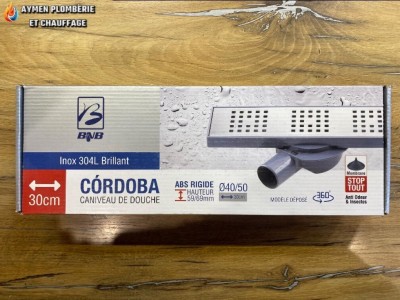 AYMEN PLOMBERIE
ET CHAUFFAGE
BNB
Inox 304L Brillant
30cm
CÓRDOBA
CANIVEAU DE DOUCHE
ABS RIGIDE
HAUTEUR
59/69mm
Ø40/50
MODÈLE DÉPOSÉ
360°
Membrane
STOP
TOUT
Anti Odeur
& Insectes